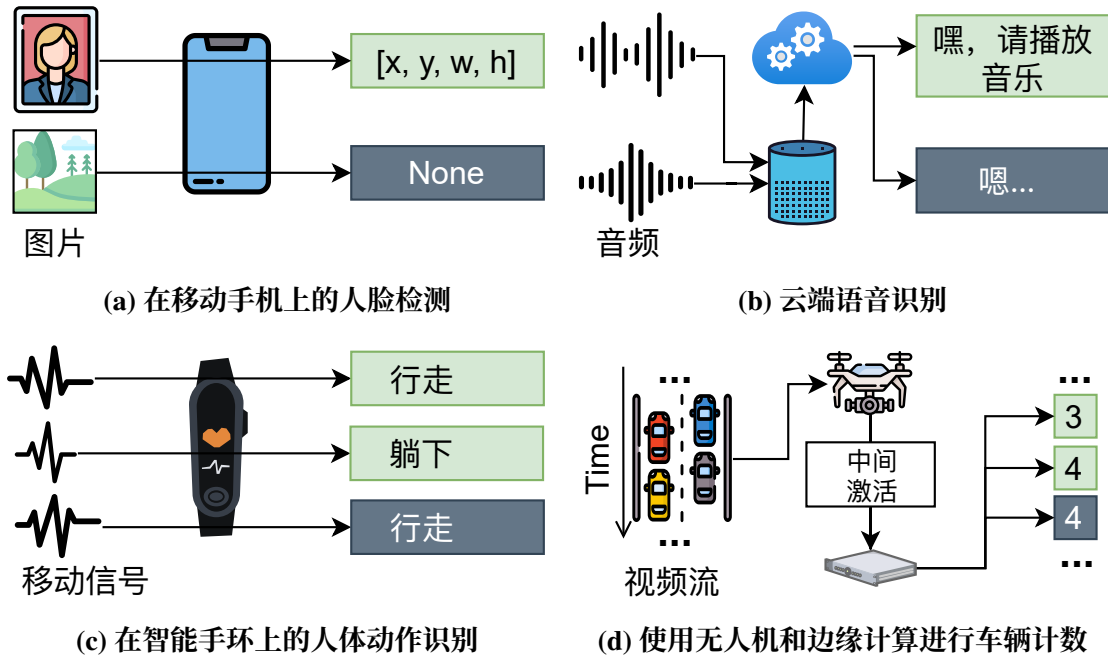 [x, y, w, h]
None
图片
(a) 在移动手机上的人脸检测
嘿，请播放
音乐
嗯...
音频
(b) 云端语音识别
行走
躺下
行走
移动信号
(c) 在智能手环上的人体动作识别
Time
...
...
视频流
中间
激活
...
3
4
4
...
(d) 使用无人机和边缘计算进行车辆计数